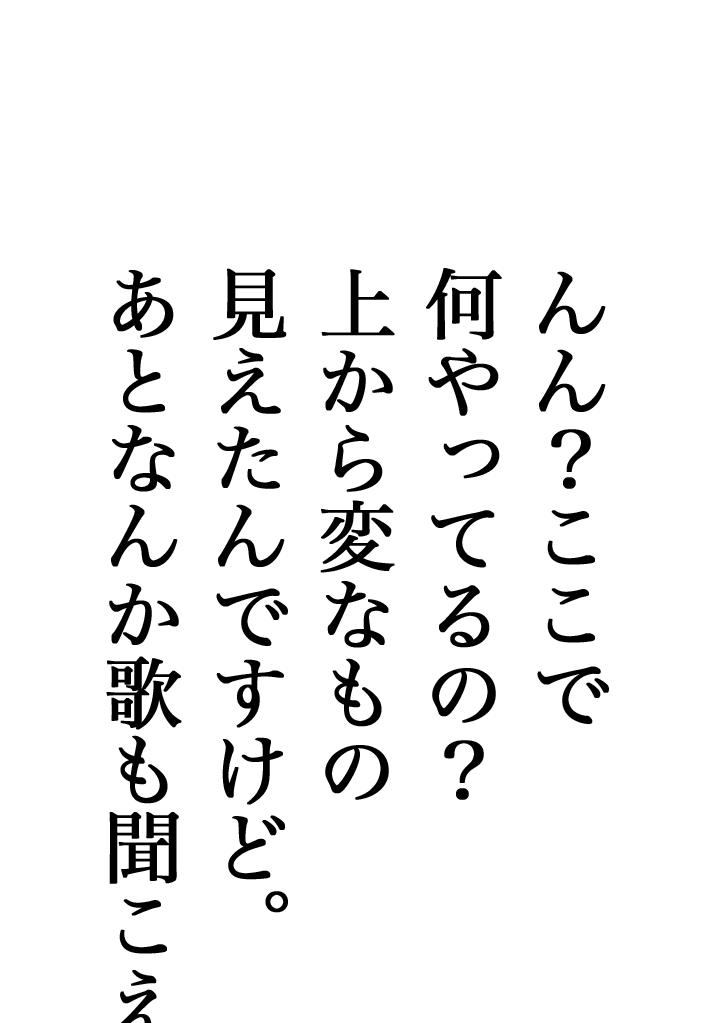 んん？ここで
何やってるの？
上から変なもの
見えたんですけど。
あとなんか歌も聞こえ